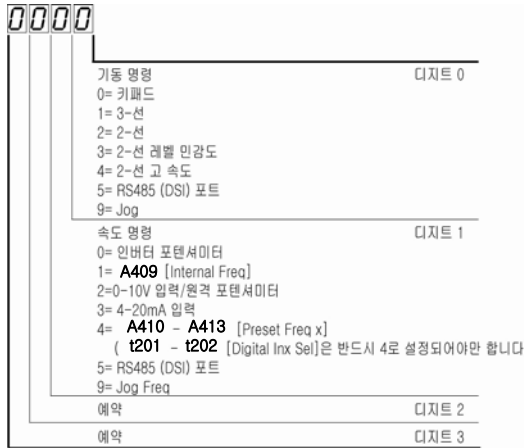 0000
기동 명령 디지트 0
0= 키패드
1= 3-선
2= 2-선
3= 2-선 레벨 민감도
4= 2-선 고 속도
5= RS485 (DSI) 포트
9= Jog
속도 명령 디지트 1
0= 인버터 포텐셔미터
1= A409 [Internal Freq]
2=0-10V 입력/원격 포텐셔미터
3= 4-20mA 입력
4= A410 - A413 [Preset Freq x]
( t201 - t202 [Digital Inx Sel]은 반드시 4로 설정되어야만 합니다
5= RS485 (DSI) 포트
9= Jog Freq
예약 디지트 2
예약 디지트 3